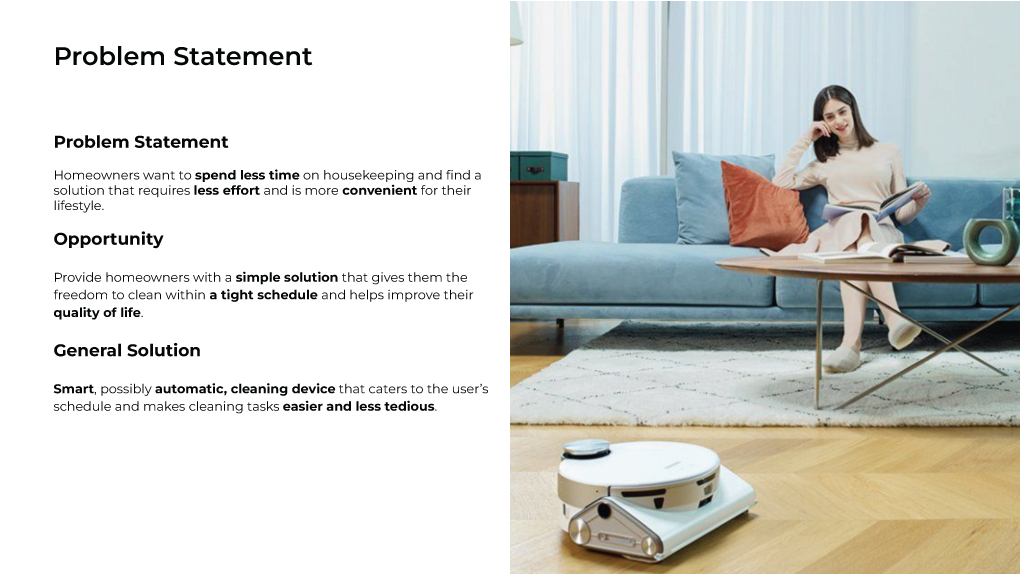 Problem Statement
Problem Statement
Homeowners want to spend less time on housekeeping and find a
solution that requires less effort and is more convenient for their
lifestyle.
Opportunity
Provide homeowners with a simple solution that gives them the
freedom to clean within a tight schedule and helps improve their
quality of life.
General Solution
Smart, possibly automatic, cleaning device that caters to the user’s
schedule and makes cleaning tasks easier and less tedious.